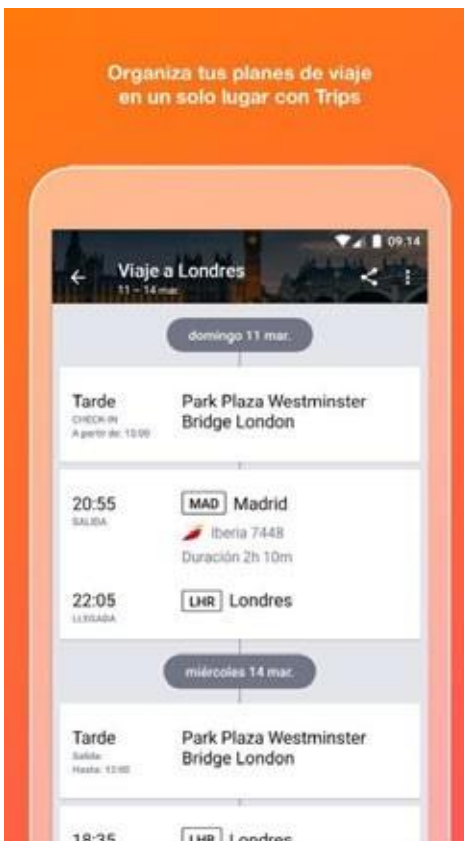 Organiza tus planes de viaje
en un solo lugar con Trips
09.14
Viaje a Londres
11 – 14 mar.
domingo 11 mar.
Tarde
Park Plaza Westminster
CHECK-IN
Bridge London
A partir de: 15:00
20:55
MAD Madrid
SALIDA
Iberia 7448
Duración 2h 10m
22:05
LHR Londres
LLEGADA
miércoles 14 mar.
Tarde
Park Plaza Westminster
Salida:
Bridge London
Hasta: 12:00
18:35
LHR Londres